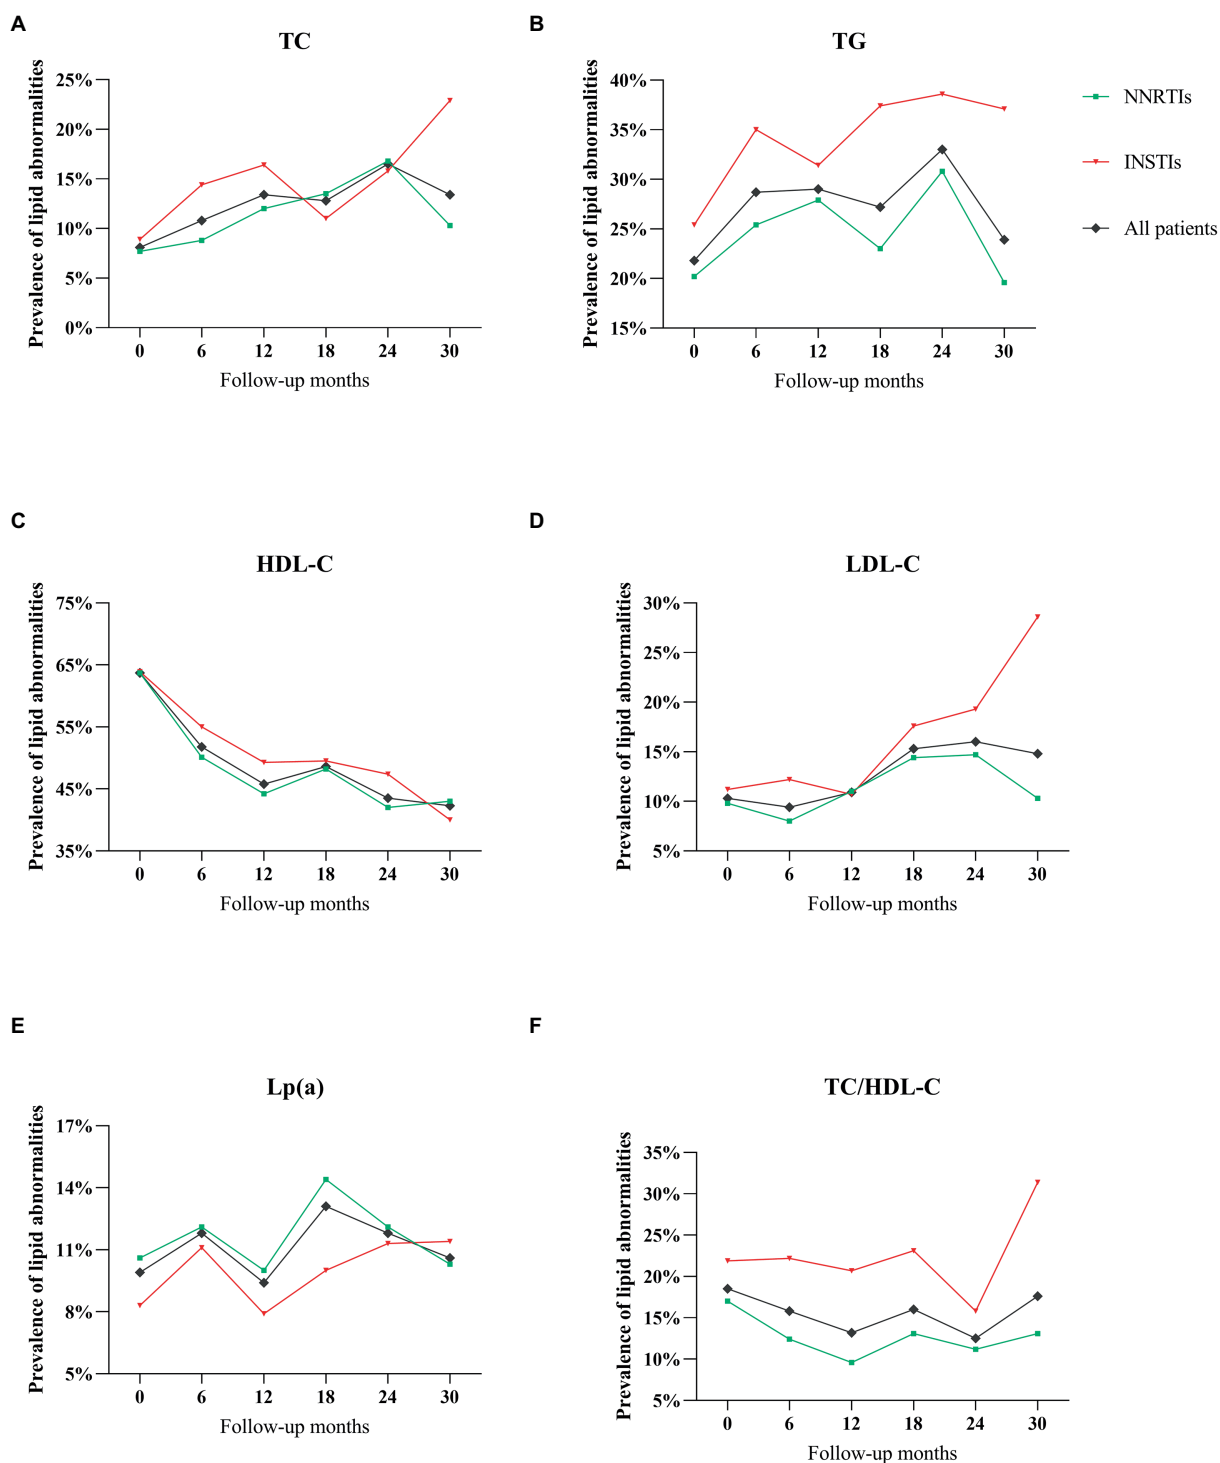 A
TC
Prevalence of lipid abnormalities
25%
20%
15%
10%
5%
0%
0 6 12 18 24 30
Follow-up months
B
TG
Prevalence of lipid abnormalities
40%
35%
30%
25%
20%
15%
0 6 12 18 24 30
Follow-up months
NNRTIs
INSTIs
All patients
C
HDL-C
Prevalence of lipid abnormalities
75%
65%
55%
45%
35%
0 6 12 18 24 30
Follow-up months
D
LDL-C
Prevalence of lipid abnormalities
30%
25%
20%
15%
10%
5%
0 6 12 18 24 30
Follow-up months
E
Lp(a)
Prevalence of lipid abnormalities
17%
14%
11%
8%
5%
0 6 12 18 24 30
Follow-up months
F
TC/HDL-C
Prevalence of lipid abnormalities
35%
30%
25%
20%
15%
10%
5%
0 6 12 18 24 30
Follow-up months